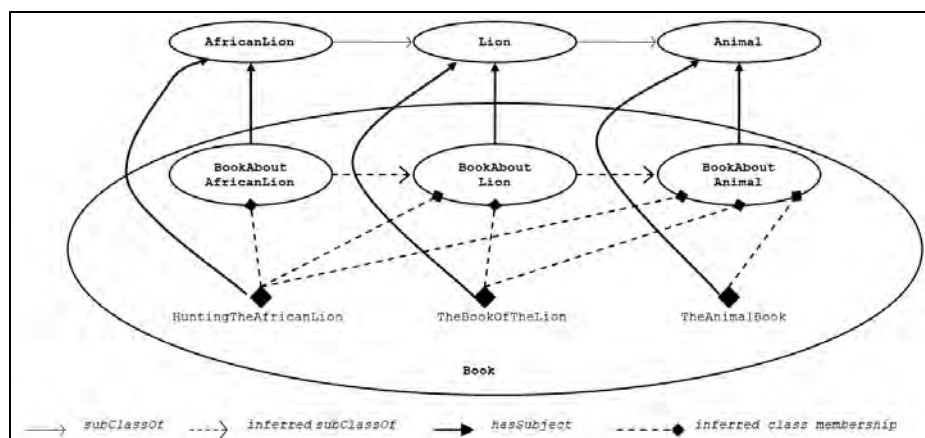 AfricanLion
Lion
Animal
BookAbout
AfricanLion
BookAbout
Lion
BookAbout
Animal
HuntingTheAfricanLion
TheBookOfTheLion
TheAnimalBook
Book
subClassOf
inferred subClassOf
hasSubject
inferred class membership